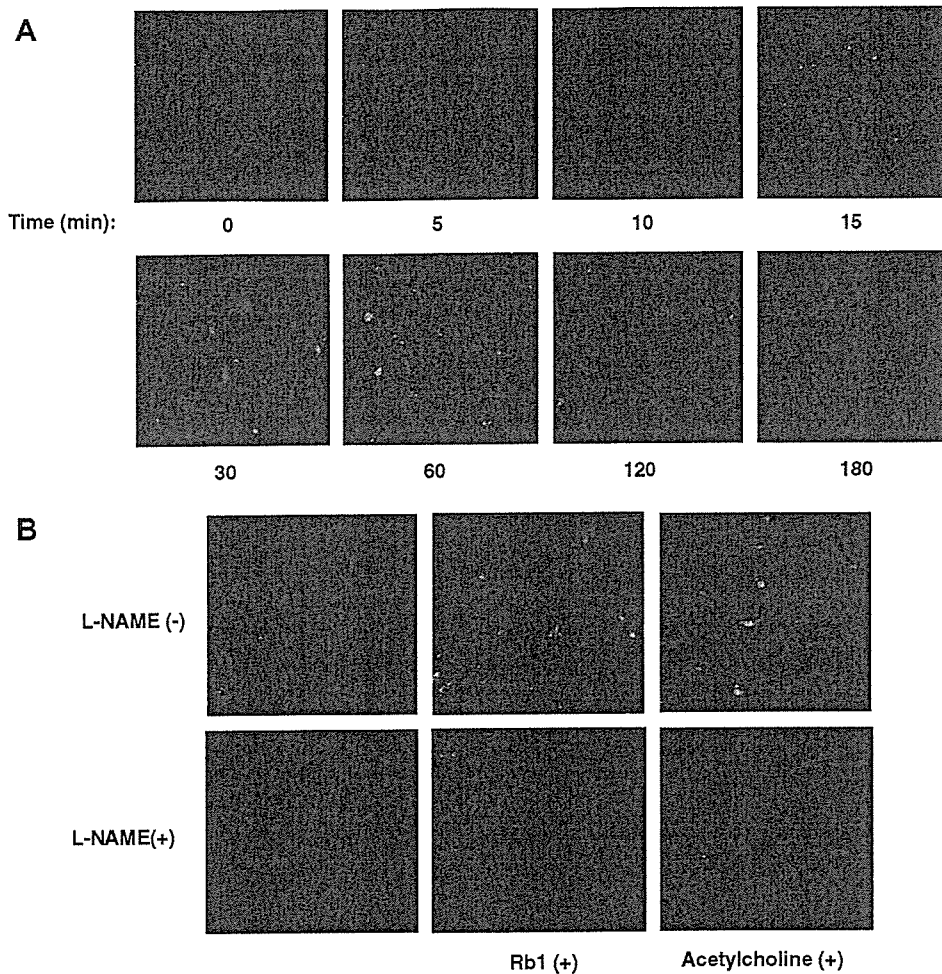 A
Time (min): 0 5 10 15
30 60 120 180
B
L-NAME (-)
L-NAME(+)
Rb1 (+) Acetylcholine (+)